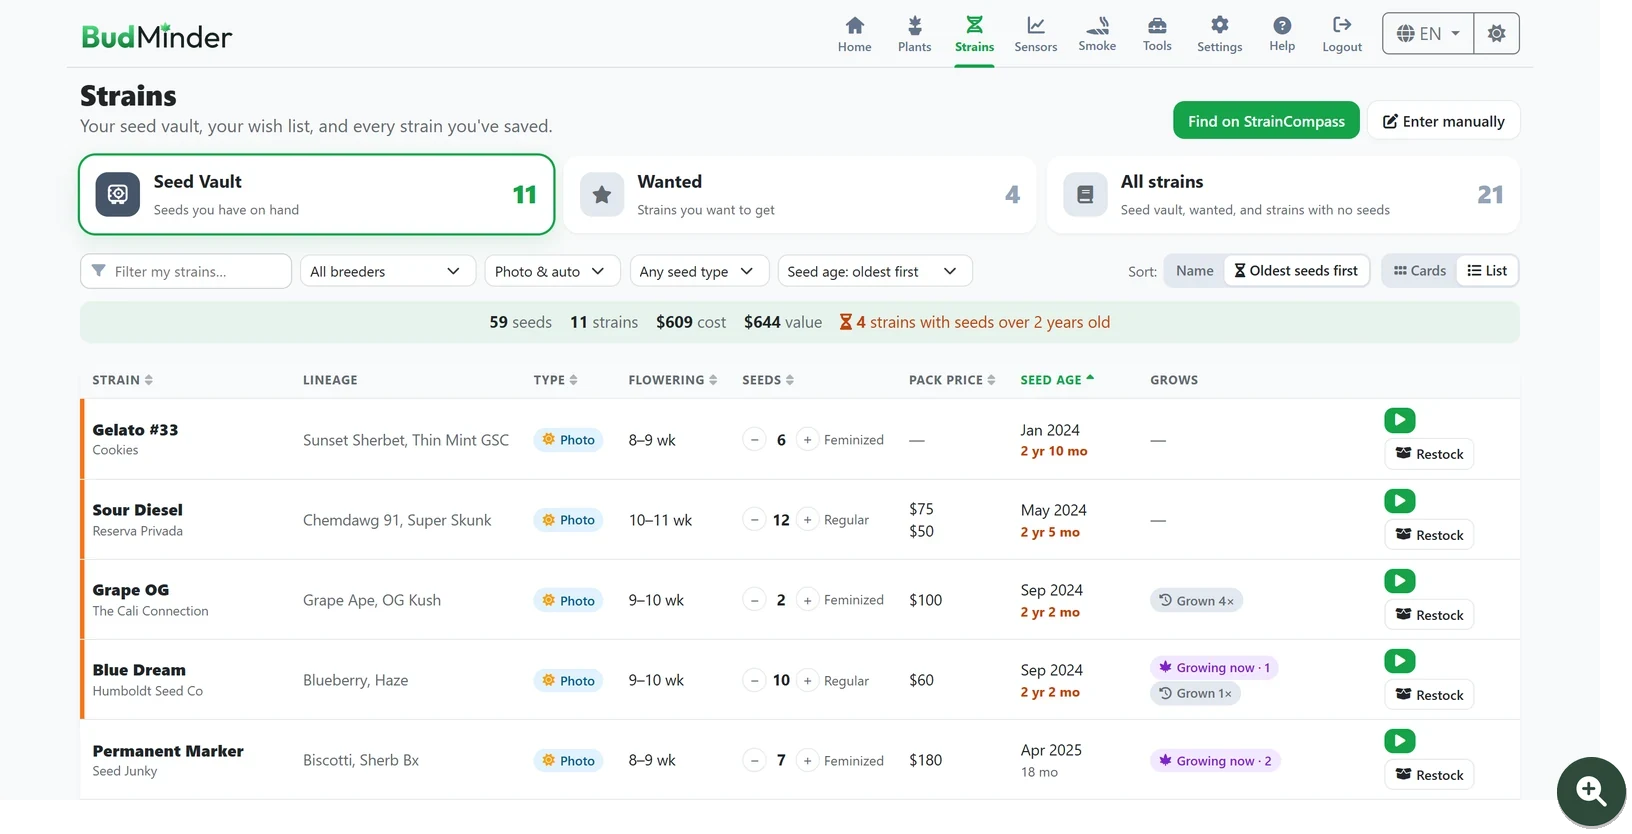 BudMinder
Home
Plants
Strains
Sensors
Smoke
Tools
Settings
Help
Logout
EN
Strains
Your seed vault, your wish list, and every strain you've saved.
Find on StrainCompass
Enter manually
Seed Vault
Seeds you have on hand
11
Wanted
Strains you want to get
4
All strains
Seed vault, wanted, and strains with no seeds
21
Filter my strains...
All breeders
Photo & auto
Any seed type
Seed age: oldest first
Sort:
Name
Oldest seeds first
Cards
List
59 seeds 11 strains $609 cost $644 value 4 strains with seeds over 2 years old
STRAIN LINEAGE TYPE FLOWERING SEEDS PACK PRICE SEED AGE GROWS
Gelato #33
Cookies
Sunset Sherbet, Thin Mint GSC
Photo
8–9 wk
− 6 + Feminized
—
Jan 2024
2 yr 10 mo
—
Restock
Sour Diesel
Reserva Privada
Chemdawg 91, Super Skunk
Photo
10–11 wk
− 12 + Regular
$75
$50
May 2024
2 yr 5 mo
—
Restock
Grape OG
The Cali Connection
Grape Ape, OG Kush
Photo
9–10 wk
− 2 + Feminized
$100
Sep 2024
2 yr 2 mo
Grown 4×
Restock
Blue Dream
Humboldt Seed Co
Blueberry, Haze
Photo
9–10 wk
− 10 + Regular
$60
Sep 2024
2 yr 2 mo
Growing now · 1
Grown 1×
Restock
Permanent Marker
Seed Junky
Biscotti, Sherb Bx
Photo
8–9 wk
− 7 + Feminized
$180
Apr 2025
18 mo
Growing now · 2
Restock